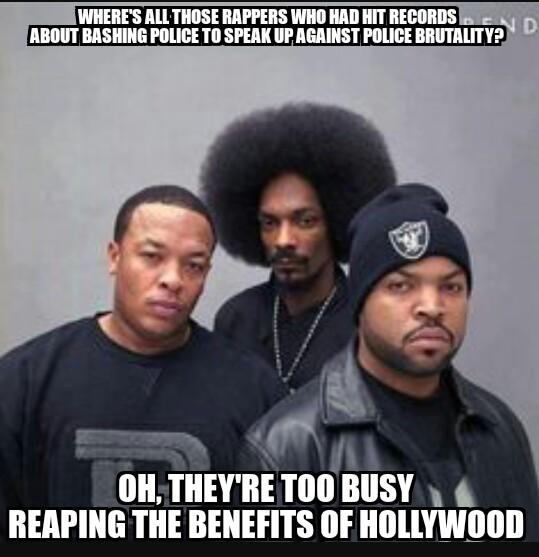 WHERE'S ALL THOSE RAPPERS WHO HAD HIT RECORDS
ABOUT BASHING POLICE TO SPEAK UP AGAINST POLICE BRUTALITY?
OH, THEY'RE TOO BUSY
REAPING THE BENEFITS OF HOLLYWOOD